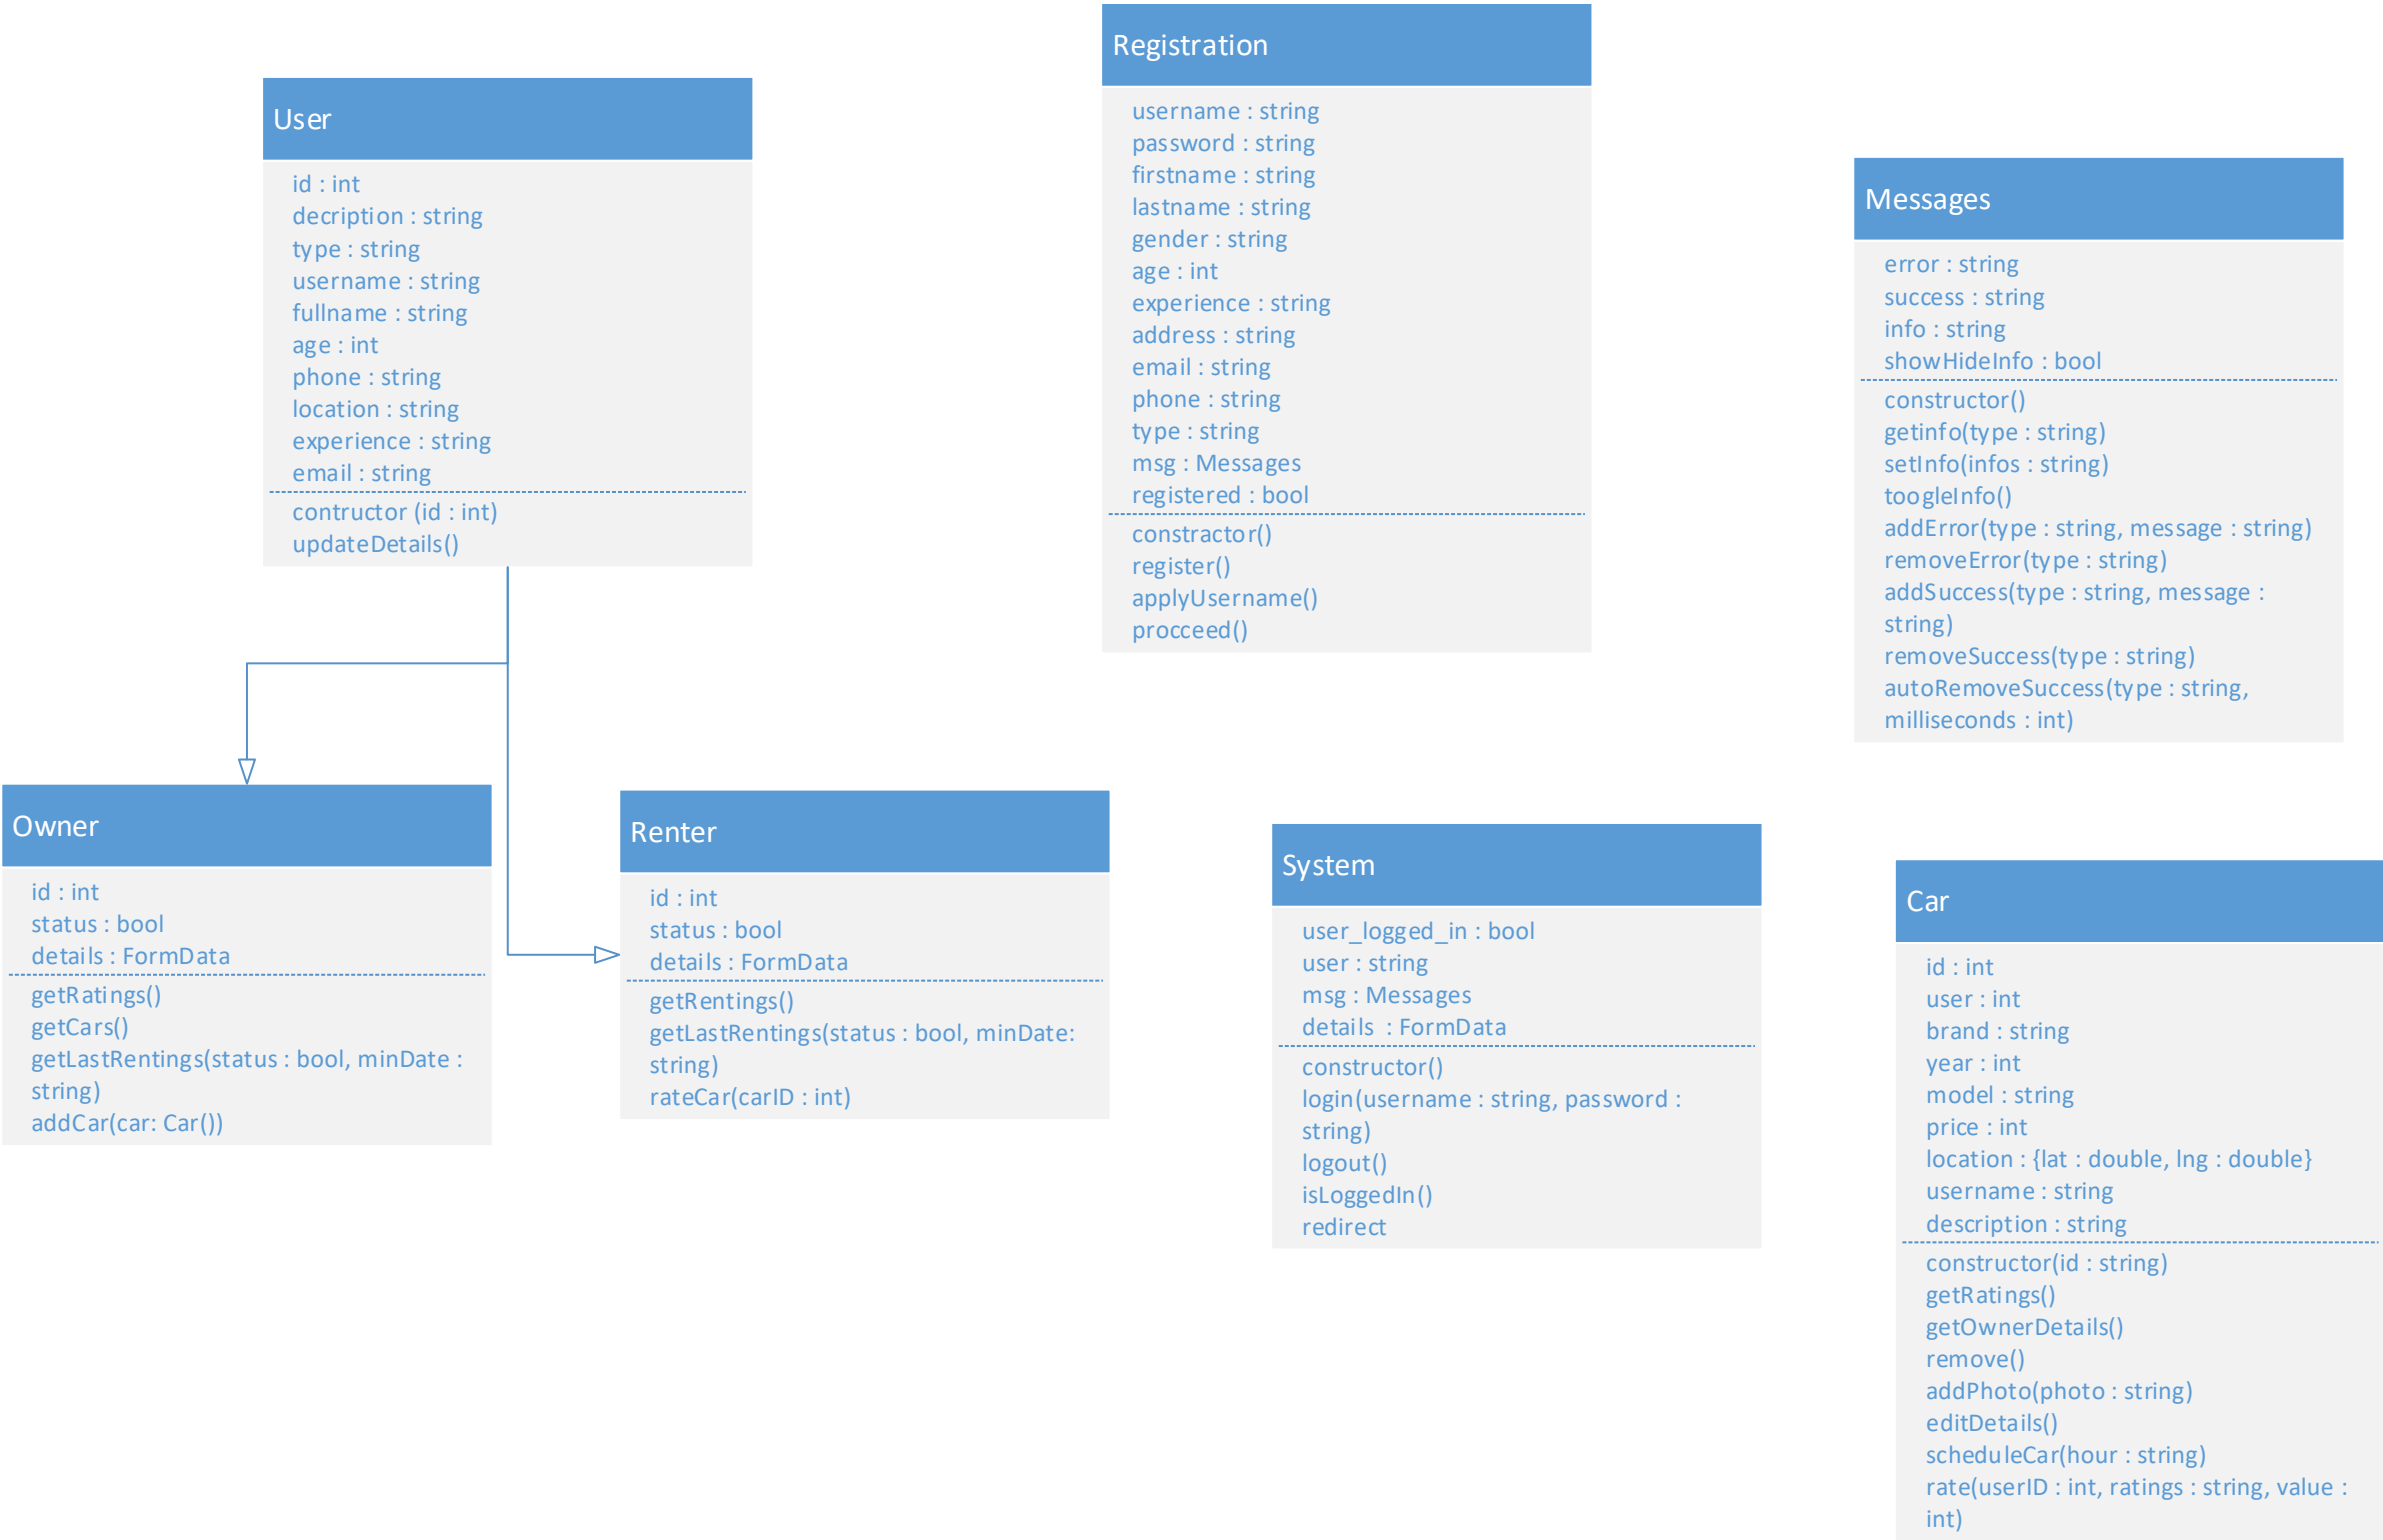 User
id : int
decription : string
type : string
username : string
fullname : string
age : int
phone : string
location : string
experience : string
email : string
contructor (id : int)
updateDetails()
Registration
username : string
password : string
firstname : string
lastname : string
gender : string
age : int
experience : string
address : string
email : string
phone : string
type : string
msg : Messages
registered : bool
constractor()
register()
applyUsername()
procceed()
Messages
error : string
success : string
info : string
showHideInfo : bool
constructor()
getinfo(type : string)
setInfo(infos : string)
toogleInfo()
addError(type : string, message : string)
removeError(type : string)
addSuccess(type : string, message :
string)
removeSuccess(type : string)
autoRemoveSuccess(type : string,
milliseconds : int)
Owner
id : int
status : bool
details : FormData
getRatings()
getCars()
getLastRentings(status : bool, minDate :
string)
addCar(car: Car())
Renter
id : int
status : bool
details : FormData
getRentings()
getLastRentings(status : bool, minDate:
string)
rateCar(carID : int)
System
user_logged_in : bool
user : string
msg : Messages
details : FormData
constructor()
login(username : string, password :
string)
logout()
isLoggedIn()
redirect
Car
id : int
user : int
brand : string
year : int
model : string
price : int
location : {lat : double, lng : double}
username : string
description : string
constructor(id : string)
getRatings()
getOwnerDetails()
remove()
addPhoto(photo : string)
editDetails()
scheduleCar(hour : string)
rate(userID : int, ratings : string, value :
int)